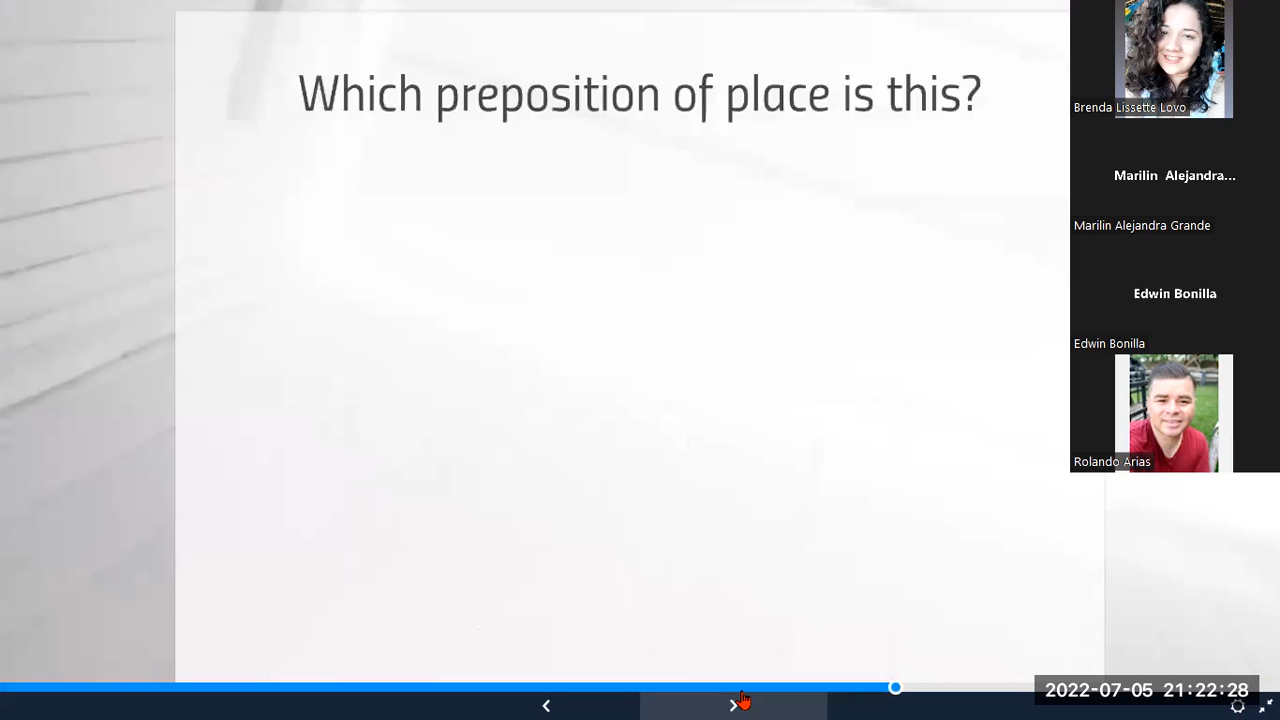 Which preposition of place is this?
Brenda Lissette Lovo
Marilin Alejandra...
Marilin Alejandra Grande
Edwin Bonilla
Edwin Bonilla
Rolando Arias
2022-07-05 21:22:28